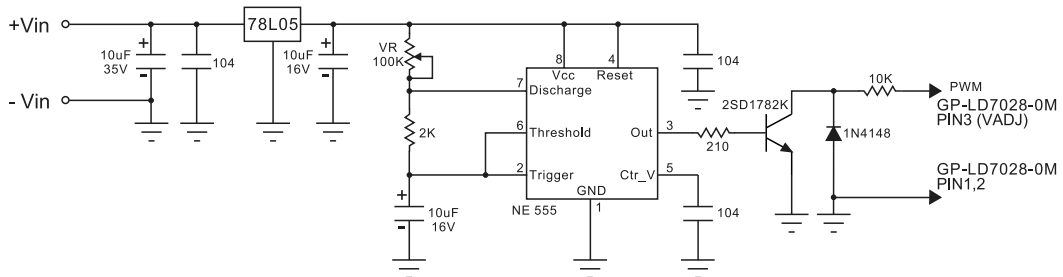 +Vin
78L05
+
10uF
35V
-
104
+
10uF
16V
-
VR
100K
8
Vcc
4
Reset
104
7
Discharge
2K
6
Threshold
Out
3
210
2
Trigger
Ctr_V
5
GND
1
NE 555
+
10uF
16V
-
104
2SD1782K
1N4148
10K
PWM
GP-LD7028-0M
PIN3 (VADJ)
GP-LD7028-0M
PIN1,2
- Vin